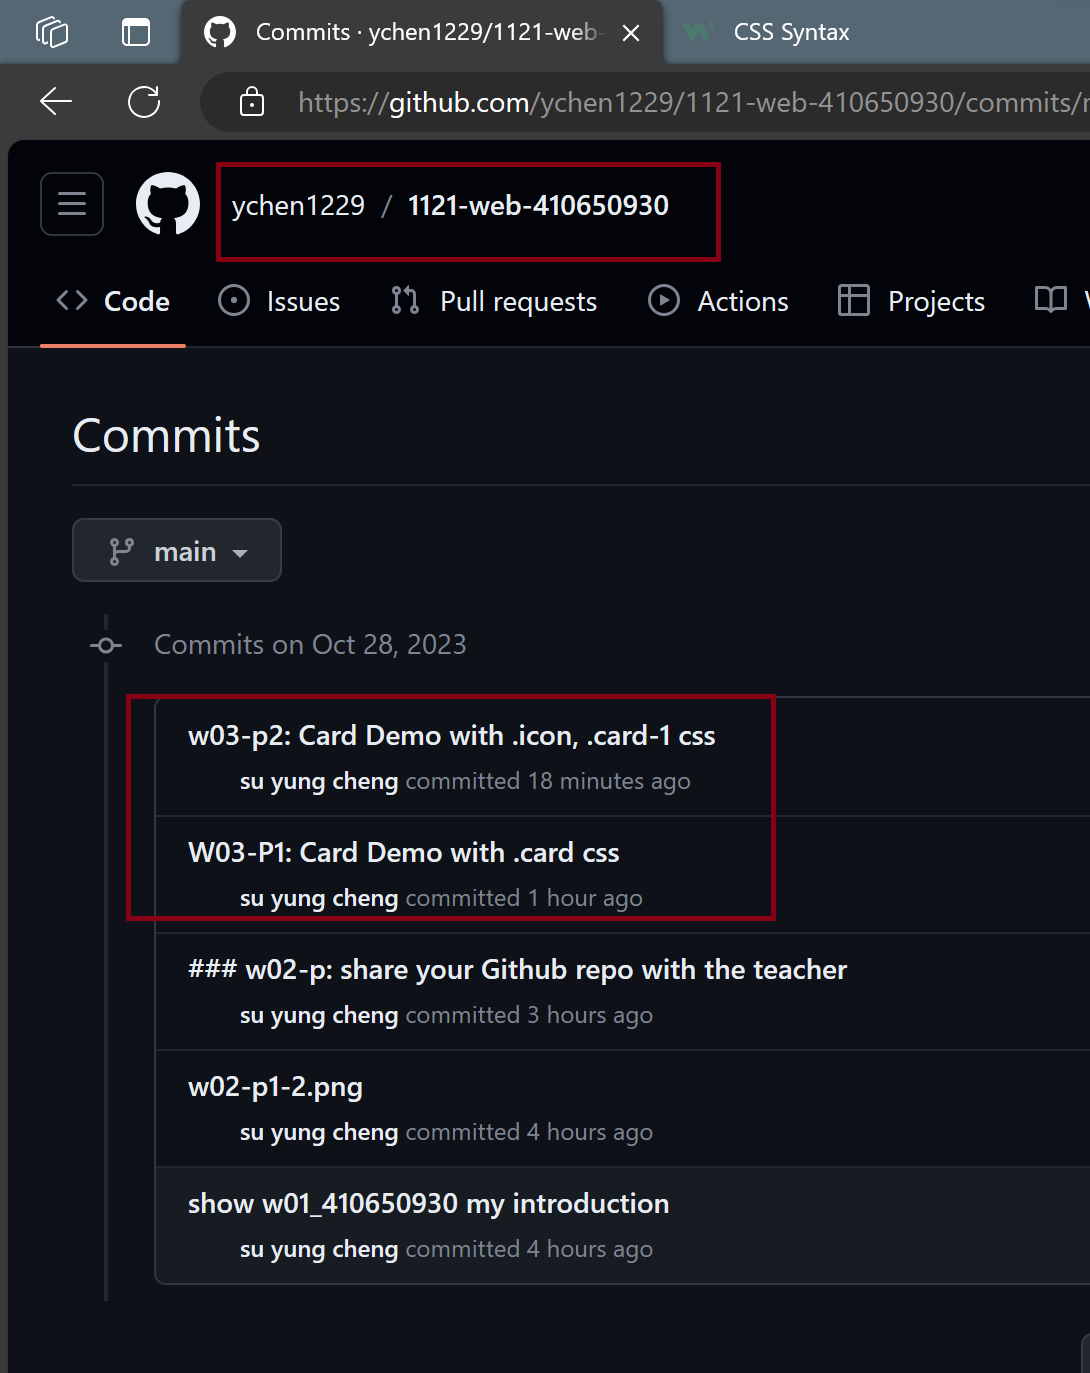 Commits · ychen1229/1121-web-
CSS Syntax
https://github.com/ychen1229/1121-web-410650930/commits/
ychen1229 / 1121-web-410650930
Code Issues Pull requests Actions Projects
Commits
main
Commits on Oct 28, 2023
w03-p2: Card Demo with .icon, .card-1 css
su yung cheng committed 18 minutes ago
W03-P1: Card Demo with .card css
su yung cheng committed 1 hour ago
### w02-p: share your Github repo with the teacher
su yung cheng committed 3 hours ago
w02-p1-2.png
su yung cheng committed 4 hours ago
show w01_410650930 my introduction
su yung cheng committed 4 hours ago